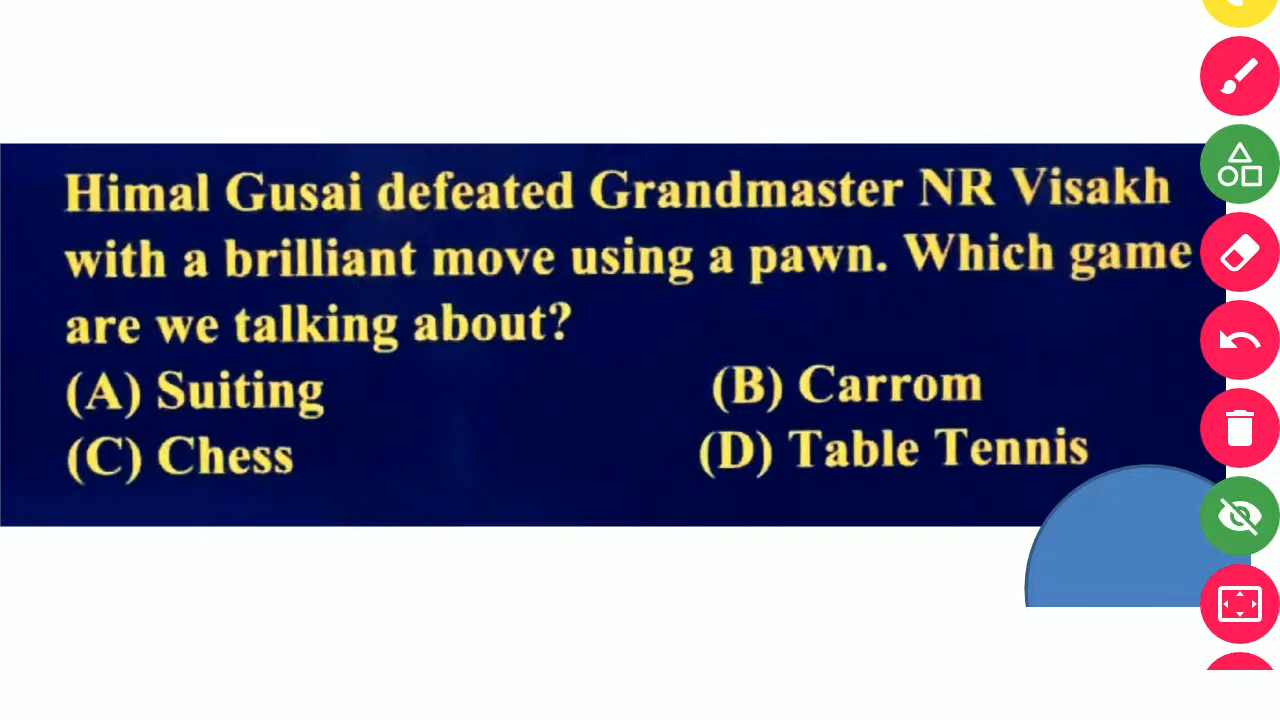 Himal Gusai defeated Grandmaster NR Visakh
with a brilliant move using a pawn. Which game
are we talking about?
(A) Suiting (B) Carrom
(C) Chess (D) Table Tennis